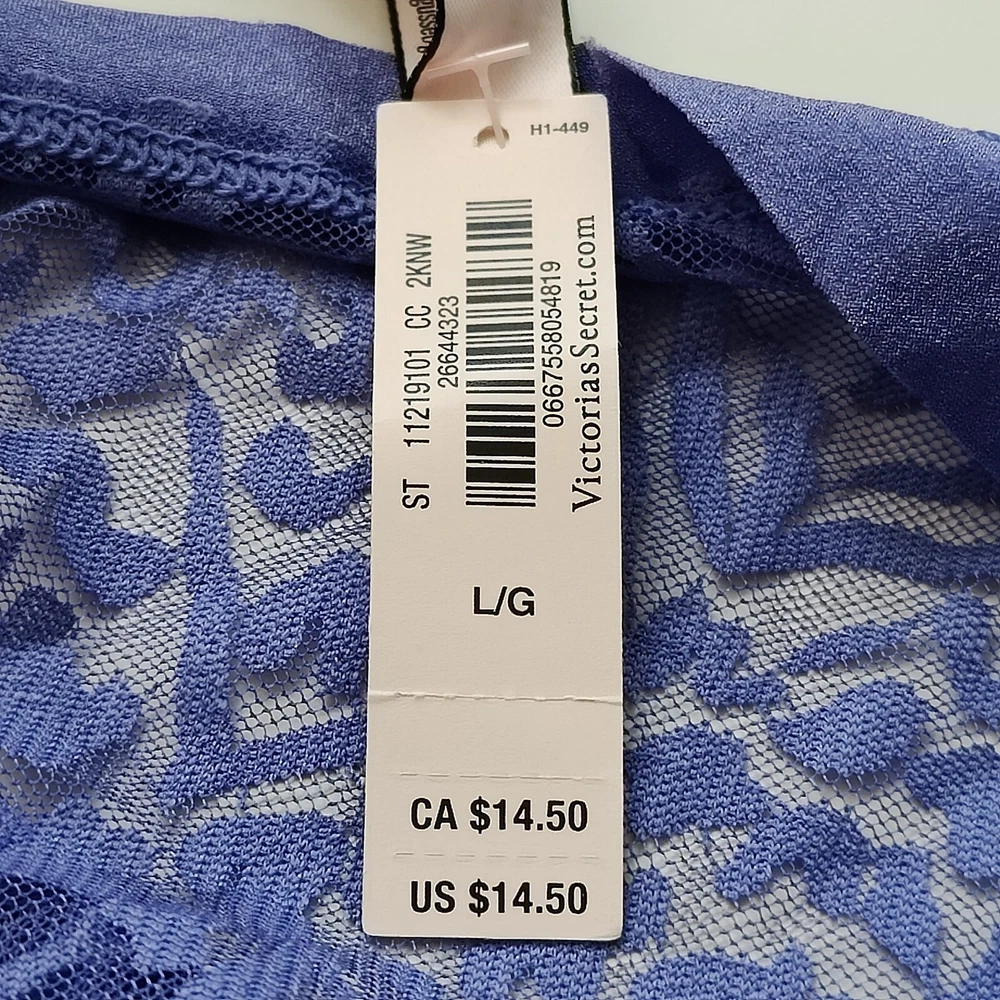 H1-449
ST 11219101 CC 2KNW
26644323
0667558054819
VictoriasSecret.com
L/G
CA $14.50
US $14.50